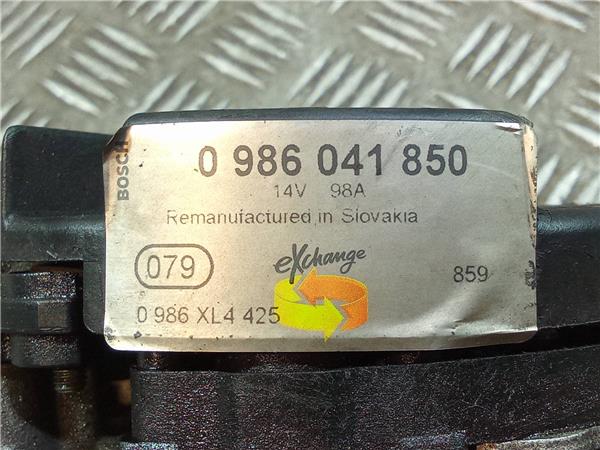 BOSCH
0 986 041 850
14V 98A
Remanufactured in Slovakia
079
eXchange
859
0 986 XL4 425